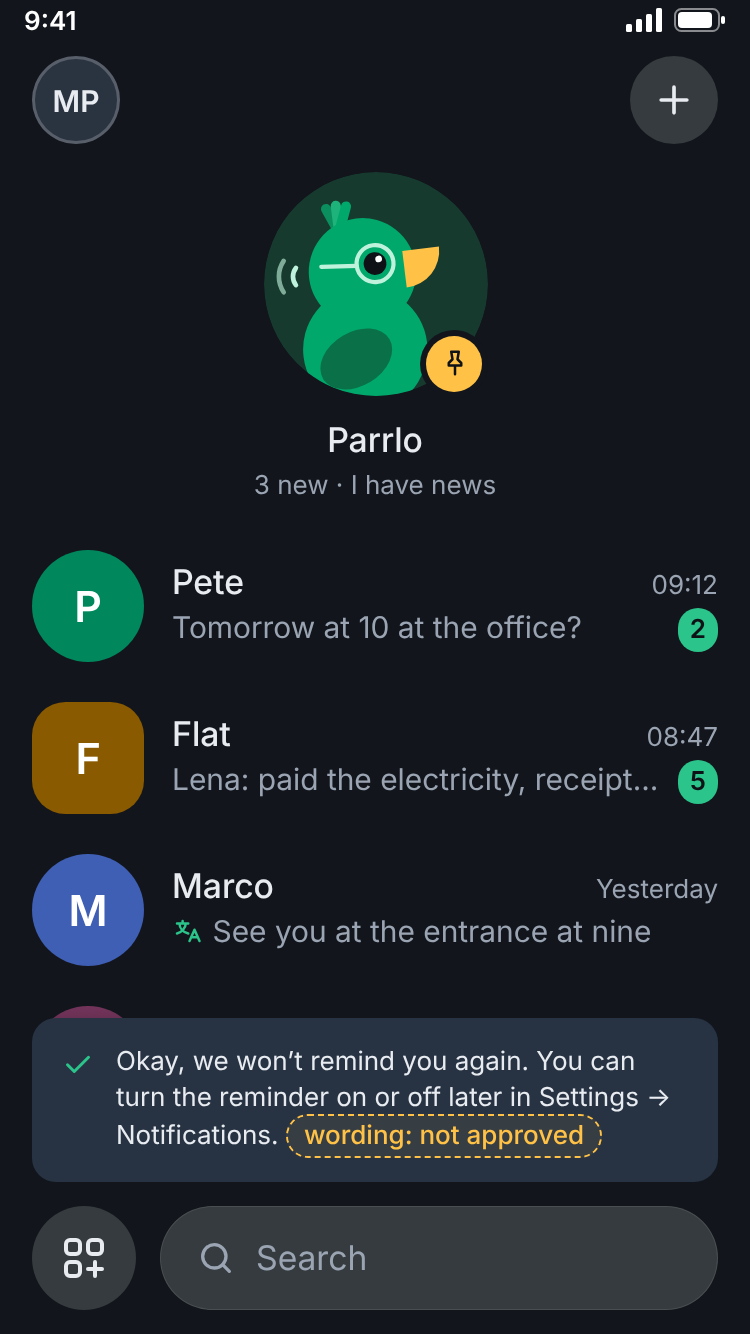 9:41
MP
Parrlo
3 new · I have news
P
Pete
09:12
Tomorrow at 10 at the office?
2
F
Flat
08:47
Lena: paid the electricity, receipt...
5
M
Marco
Yesterday
See you at the entrance at nine
Okay, we won’t remind you again. You can
turn the reminder on or off later in Settings →
Notifications. wording: not approved
Search